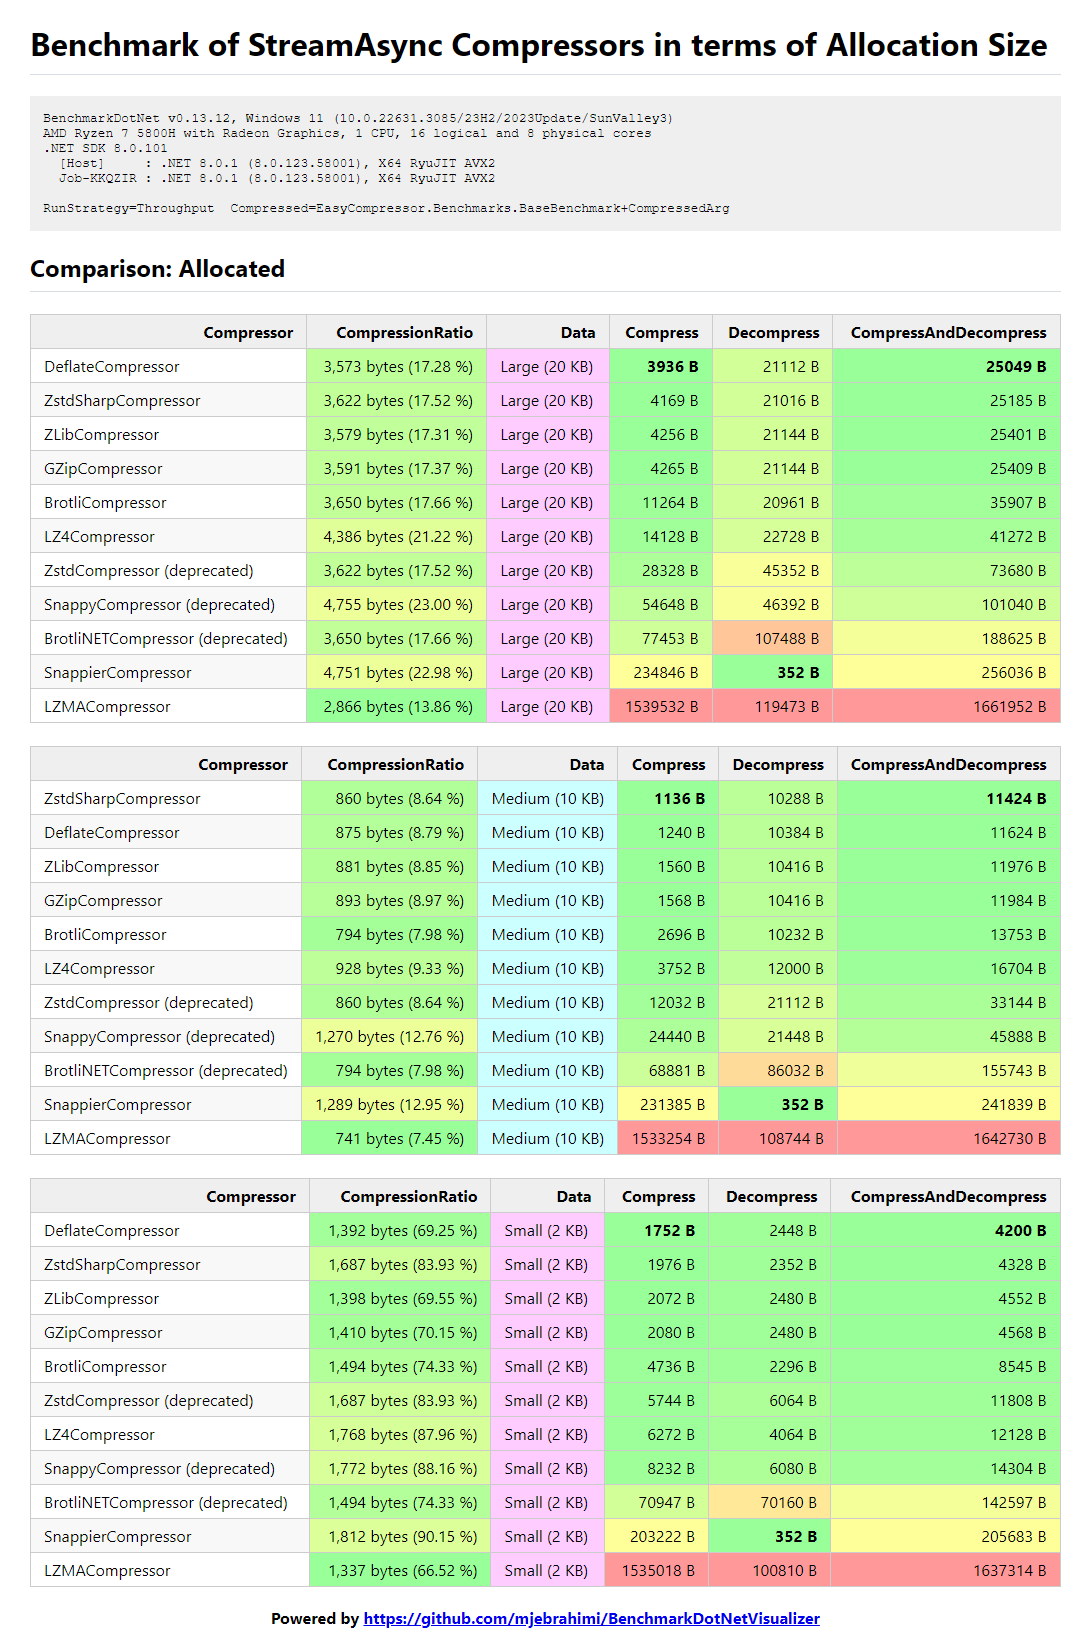 Benchmark of StreamAsync Compressors in terms of Allocation Size
BenchmarkDotNet v0.13.12, Windows 11 (10.0.22631.3085/23H2/2023Update/SunValley3)
AMD Ryzen 7 5800H with Radeon Graphics, 1 CPU, 16 logical and 8 physical cores
.NET SDK 8.0.101
[Host] : .NET 8.0.1 (8.0.123.58001), X64 RyuJIT AVX2
Job-KKQZIR : .NET 8.0.1 (8.0.123.58001), X64 RyuJIT AVX2
RunStrategy=Throughput Compressed=EasyCompressor.Benchmarks.BaseBenchmark+CompressedArg
Comparison: Allocated
Compressor CompressionRatio Data Compress Decompress CompressAndDecompress
DeflateCompressor 3,573 bytes (17.28 %) Large (20 KB) 3936 B 21112 B 25049 B
ZstdSharpCompressor 3,622 bytes (17.52 %) Large (20 KB) 4169 B 21016 B 25185 B
ZLibCompressor 3,579 bytes (17.31 %) Large (20 KB) 4256 B 21144 B 25401 B
GZipCompressor 3,591 bytes (17.37 %) Large (20 KB) 4265 B 21144 B 25409 B
BrotliCompressor 3,650 bytes (17.66 %) Large (20 KB) 11264 B 20961 B 35907 B
LZ4Compressor 4,386 bytes (21.22 %) Large (20 KB) 14128 B 22728 B 41272 B
ZstdCompressor (deprecated) 3,622 bytes (17.52 %) Large (20 KB) 28328 B 45352 B 73680 B
SnappyCompressor (deprecated) 4,755 bytes (23.00 %) Large (20 KB) 54648 B 46392 B 101040 B
BrotliNETCompressor (deprecated) 3,650 bytes (17.66 %) Large (20 KB) 77453 B 107488 B 188625 B
SnappierCompressor 4,751 bytes (22.98 %) Large (20 KB) 234846 B 352 B 256036 B
LZMACompressor 2,866 bytes (13.86 %) Large (20 KB) 1539532 B 119473 B 1661952 B
Compressor CompressionRatio Data Compress Decompress CompressAndDecompress
ZstdSharpCompressor 860 bytes (8.64 %) Medium (10 KB) 1136 B 10288 B 11424 B
DeflateCompressor 875 bytes (8.79 %) Medium (10 KB) 1240 B 10384 B 11624 B
ZLibCompressor 881 bytes (8.85 %) Medium (10 KB) 1560 B 10416 B 11976 B
GZipCompressor 893 bytes (8.97 %) Medium (10 KB) 1568 B 10416 B 11984 B
BrotliCompressor 794 bytes (7.98 %) Medium (10 KB) 2696 B 10232 B 13753 B
LZ4Compressor 928 bytes (9.33 %) Medium (10 KB) 3752 B 12000 B 16704 B
ZstdCompressor (deprecated) 860 bytes (8.64 %) Medium (10 KB) 12032 B 21112 B 33144 B
SnappyCompressor (deprecated) 1,270 bytes (12.76 %) Medium (10 KB) 24440 B 21448 B 45888 B
BrotliNETCompressor (deprecated) 794 bytes (7.98 %) Medium (10 KB) 68881 B 86032 B 155743 B
SnappierCompressor 1,289 bytes (12.95 %) Medium (10 KB) 231385 B 352 B 241839 B
LZMACompressor 741 bytes (7.45 %) Medium (10 KB) 1533254 B 108744 B 1642730 B
Compressor CompressionRatio Data Compress Decompress CompressAndDecompress
DeflateCompressor 1,392 bytes (69.25 %) Small (2 KB) 1752 B 2448 B 4200 B
ZstdSharpCompressor 1,687 bytes (83.93 %) Small (2 KB) 1976 B 2352 B 4328 B
ZLibCompressor 1,398 bytes (69.55 %) Small (2 KB) 2072 B 2480 B 4552 B
GZipCompressor 1,410 bytes (70.15 %) Small (2 KB) 2080 B 2480 B 4568 B
BrotliCompressor 1,494 bytes (74.33 %) Small (2 KB) 4736 B 2296 B 8545 B
ZstdCompressor (deprecated) 1,687 bytes (83.93 %) Small (2 KB) 5744 B 6064 B 11808 B
LZ4Compressor 1,768 bytes (87.96 %) Small (2 KB) 6272 B 4064 B 12128 B
SnappyCompressor (deprecated) 1,772 bytes (88.16 %) Small (2 KB) 8232 B 6080 B 14304 B
BrotliNETCompressor (deprecated) 1,494 bytes (74.33 %) Small (2 KB) 70947 B 70160 B 142597 B
SnappierCompressor 1,812 bytes (90.15 %) Small (2 KB) 203222 B 352 B 205683 B
LZMACompressor 1,337 bytes (66.52 %) Small (2 KB) 1535018 B 100810 B 1637314 B
Powered by https://github.com/mjebrahimi/BenchmarkDotNetVisualizer